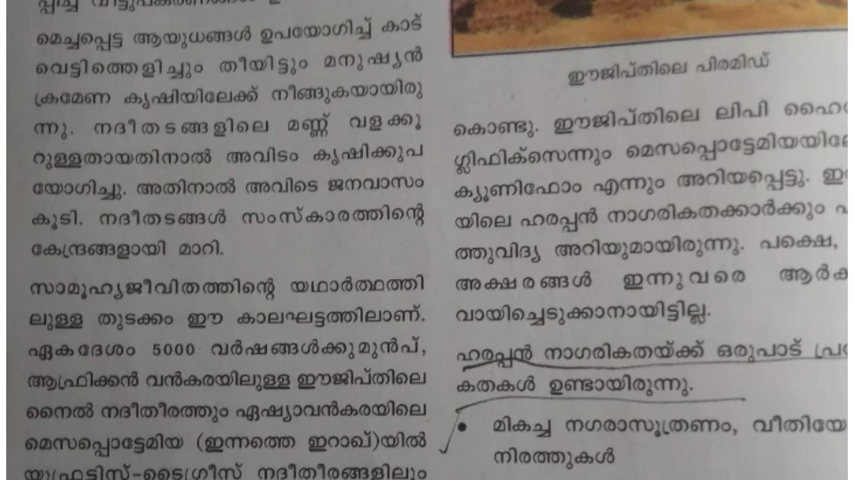 മെച്ചപ്പെട്ട ആയുധങ്ങൾ ഉപയോഗിച്ച് കാട്
വെട്ടിത്തെളിച്ചും തീയിട്ടും മനുഷ്യൻ
ക്രമേണ കൃഷിയിലേക്ക് നീങ്ങുകയായിരു
ന്നു. നദീതടങ്ങളിലെ മണ്ണ് വളക്കൂ
റുള്ളതായതിനാൽ അവിടം കൃഷിക്കുപ
യോഗിച്ചു. അതിനാൽ അവിടെ ജനവാസം
കൂടി. നദീതടങ്ങൾ സംസ്കാരത്തിന്റെ
കേന്ദ്രങ്ങളായി മാറി.
സാമൂഹ്യജീവിതത്തിന്റെ യഥാർത്ഥത്തി
ലുള്ള തുടക്കം ഈ കാലഘട്ടത്തിലാണ്.
ഏകദേശം 5000 വർഷങ്ങൾക്കുമുൻപ്,
ആഫ്രിക്കൻ വൻകരയിലുള്ള ഈജിപ്തിലെ
നൈൽ നദീതീരത്തും ഏഷ്യാവൻകരയിലെ
മെസപ്പൊട്ടേമിയ (ഇന്നത്തെ ഇറാഖ്)യിൽ
യൂഫ്രട്ടീസ്-ടൈഗ്രീസ് നദീതീരങ്ങളിലും
ഈജിപ്തിലെ പിരമിഡ്
കൊണ്ടു. ഈജിപ്തിലെ ലിപി
ഗ്ലിഫിക്സെന്നും
ക്യൂണിഫോം എന്നും അറിയപ്പെട്ടു.
യിലെ ഹരപ്പൻ നാഗരികതക്കാർക്കും
ത്തുവിദ്യ അറിയുമായിരുന്നു. പക്ഷെ,
അക്ഷരങ്ങൾ ഇന്നുവരെ
വായിച്ചെടുക്കാനായിട്ടില്ല.
ഹരപ്പൻ നാഗരികതയ്ക്ക് ഒരുപാട്
കതകൾ ഉണ്ടായിരുന്നു.
• മികച്ച നഗരാസൂത്രണം,
നിരത്തുകൾ